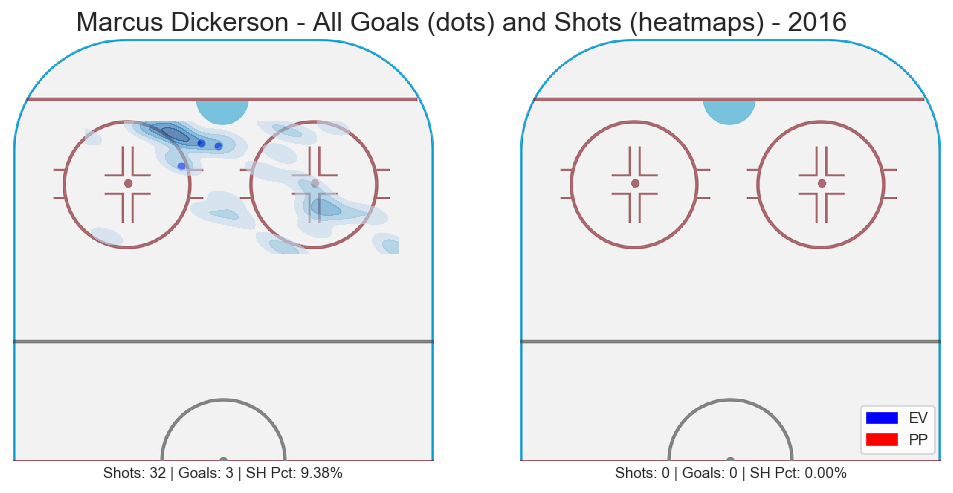 Marcus Dickerson - All Goals (dots) and Shots (heatmaps) - 2016
EV
PP
Shots: 32 | Goals: 3 | SH Pct: 9.38%
Shots: 0 | Goals: 0 | SH Pct: 0.00%